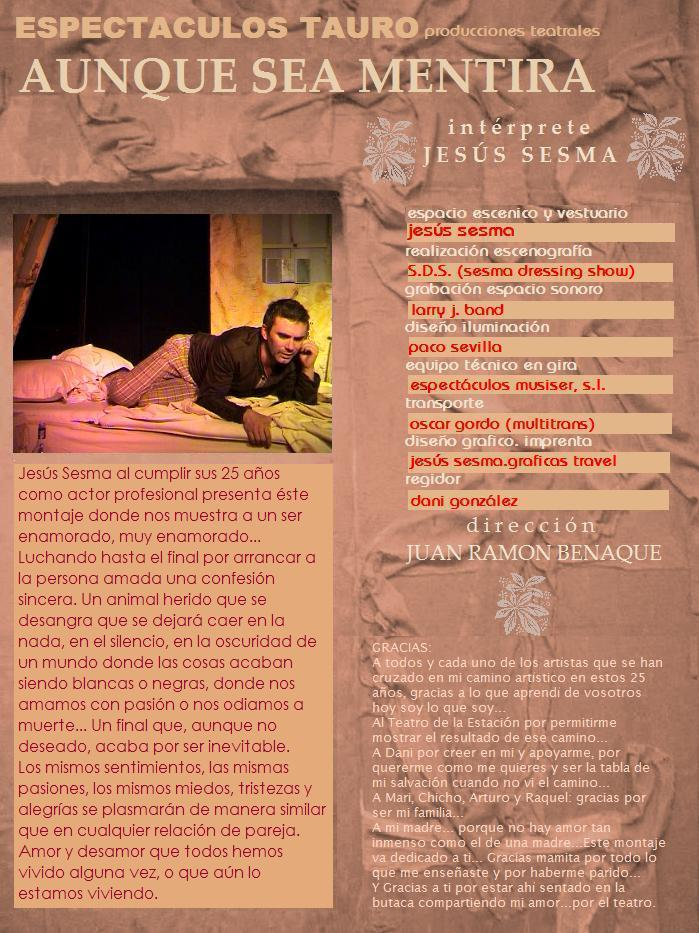 ESPECTACULOS TAURO producciones teatrales
AUNQUE SEA MENTIRA
intérprete
JESÚS SESMA
espacio escenico y vestuario
jesús sesma
realización escenografía
S.D.S. (sesma dressing show)
grabación espacio sonoro
larry j. band
diseño iluminación
paco sevilla
equipo técnico en gira
espectáculos musiser, s.l.
transporte
oscar gordo (multitrans)
diseño grafico. imprenta
jesús sesma.graficas travel
regidor
dani gonzález
dirección
JUAN RAMON BENAQUE
Jesús Sesma al cumplir sus 25 años
como actor profesional presenta éste
montaje donde nos muestra a un ser
enamorado, muy enamorado...
Luchando hasta el final por arrancar a
la persona amada una confesión
sincera. Un animal herido que se
desangra que se dejará caer en la
nada, en el silencio, en la oscuridad de
un mundo donde las cosas acaban
siendo blancas o negras, donde nos
amamos con pasión o nos odiamos a
muerte... Un final que, aunque no
deseado, acaba por ser inevitable.
Los mismos sentimientos, las mismas
pasiones, los mismos miedos, tristezas y
alegrías se plasmarán de manera similar
que en cualquier relación de pareja.
Amor y desamor que todos hemos
vivido alguna vez, o que aún lo
estamos viviendo.
GRACIAS:
A todos y cada uno de los artistas que se han
cruzado en mi camino artistico en estos 25
años, gracias a lo que aprendi de vosotros
hoy soy lo que soy...
Al Teatro de la Estación por permitirme
mostrar el resultado de ese camino...
A Dani por creer en mi y apoyarme, por
quererme como me quieres y ser la tabla de
mi salvación cuando no vi el camino...
A Mari, Chicho, Arturo y Raquel: gracias por
ser mi familia...
A mi madre... porque no hay amor tan
inmenso como el de una madre...Este montaje
va dedicado a ti... Gracias mamita por todo lo
que me enseñaste y por haberme parido...
Y Gracias a ti por estar ahí sentado en la
butaca compartiendo mi amor...por el teatro.